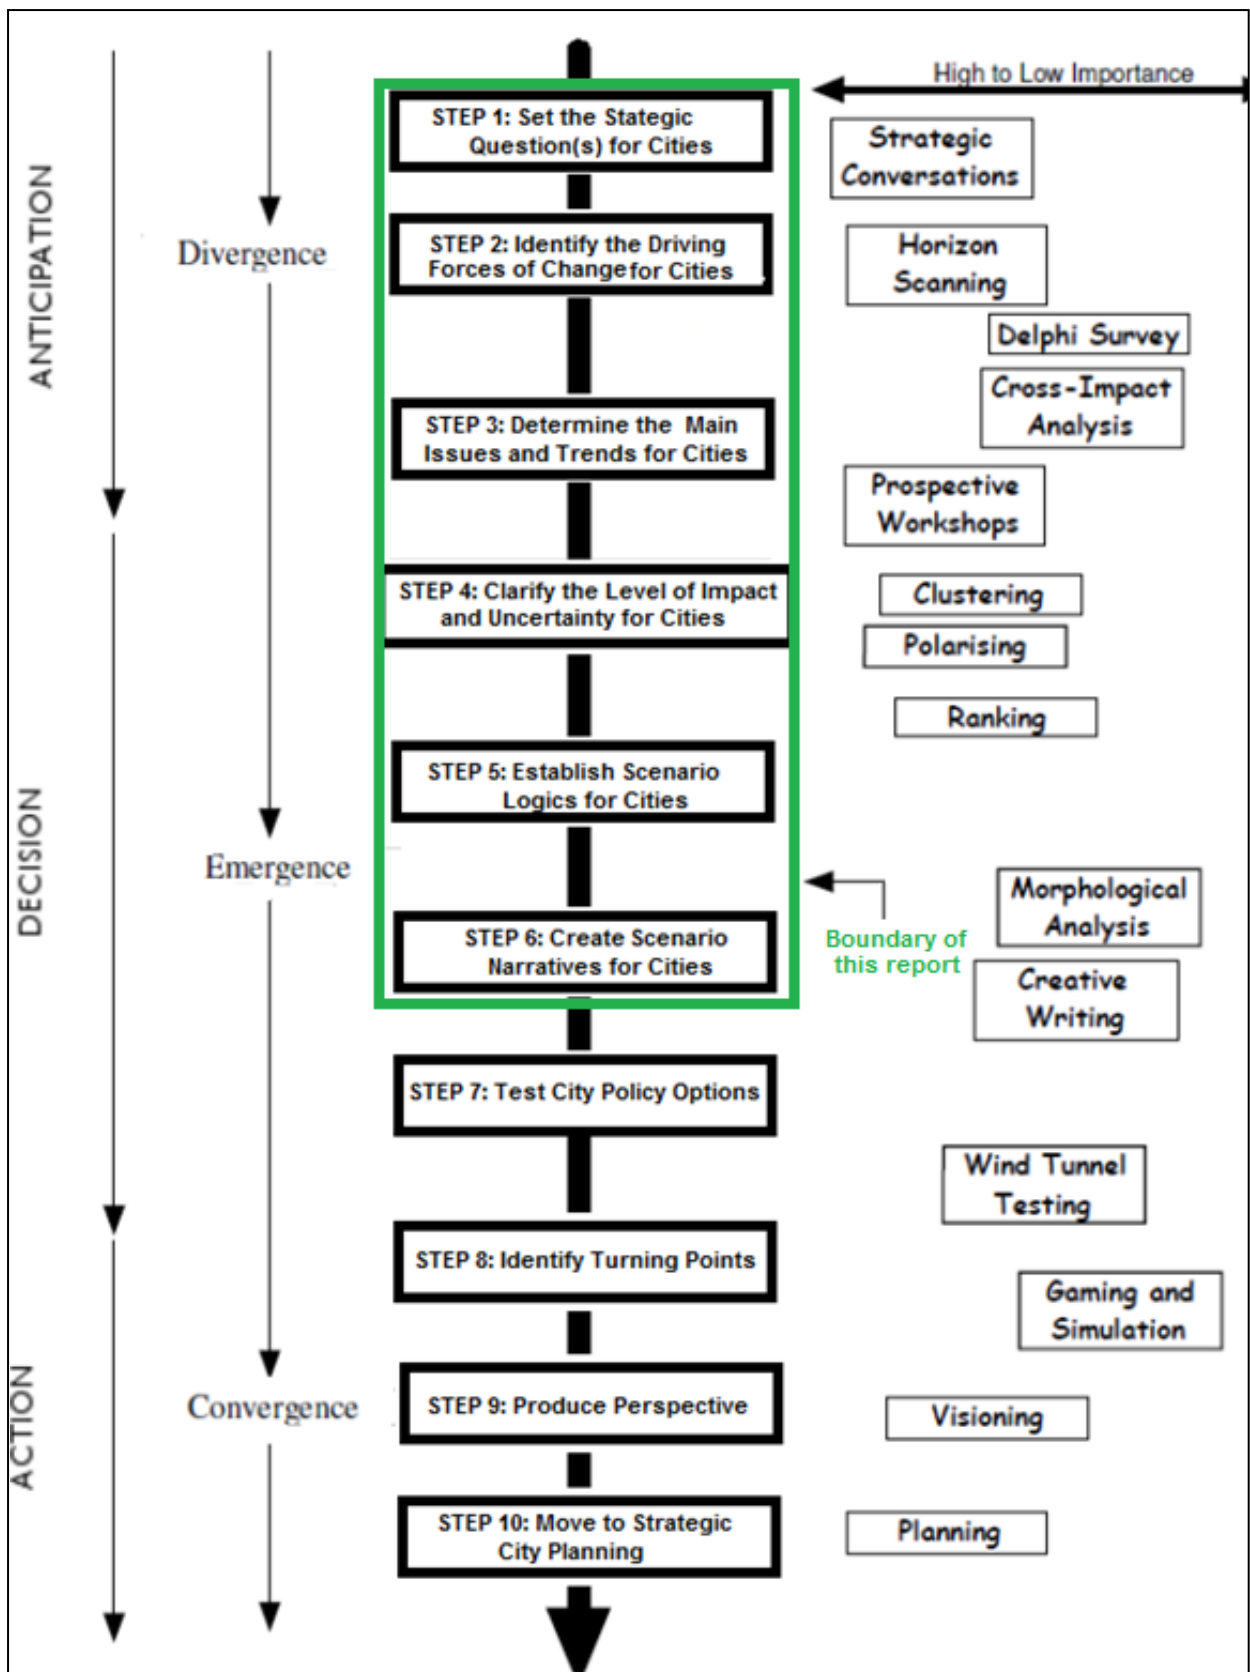 High to Low Importance
STEP 1: Set the Stategic
Question(s) for Cities
Strategic
Conversations
ANTICIPATION
Divergence
STEP 2: Identify the Driving
Forces of Change for Cities
Horizon
Scanning
Delphi Survey
Cross-Impact
Analysis
STEP 3: Determine the Main
Issues and Trends for Cities
Prospective
Workshops
STEP 4: Clarify the Level of Impact
and Uncertainty for Cities
Clustering
Polarising
Ranking
STEP 5: Establish Scenario
Logics for Cities
DECISION
Emergence
Morphological
Analysis
STEP 6: Create Scenario
Narratives for Cities
Boundary of
this report
Creative
Writing
STEP 7: Test City Policy Options
Wind Tunnel
Testing
STEP 8: Identify Turning Points
Gaming and
Simulation
ACTION
Convergence
STEP 9: Produce Perspective
Visioning
STEP 10: Move to Strategic
City Planning
Planning